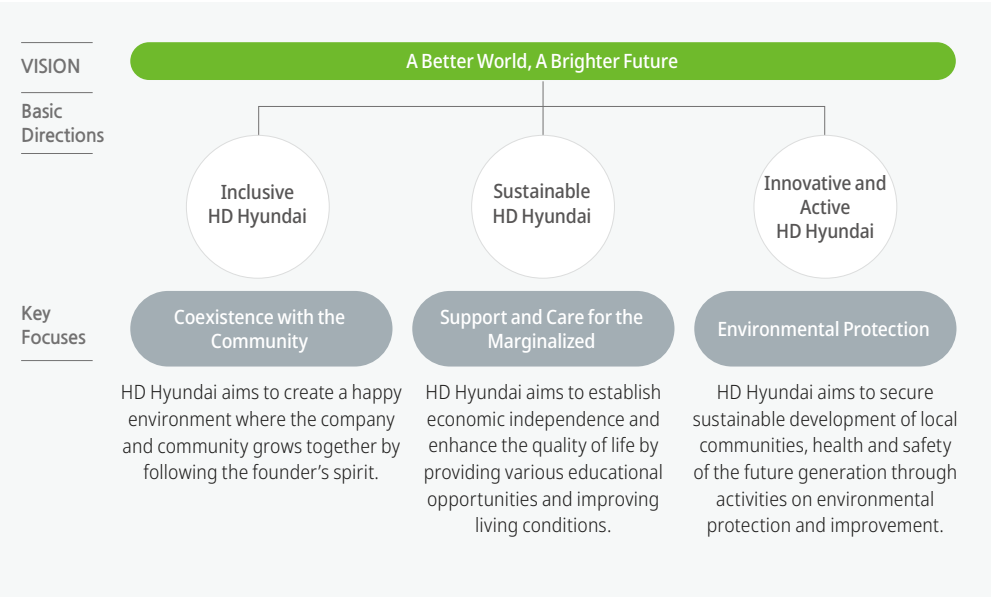 VISION
A Better World, A Brighter Future
Basic
Directions
Inclusive
HD Hyundai
Sustainable
HD Hyundai
Innovative and
Active
HD Hyundai
Key
Focuses
Coexistence with the
Community
Support and Care for the
Marginalized
Environmental Protection
HD Hyundai aims to create a happy
environment where the company
and community grows together by
following the founder’s spirit.
HD Hyundai aims to establish
economic independence and
enhance the quality of life by
providing various educational
opportunities and improving
living conditions.
HD Hyundai aims to secure
sustainable development of local
communities, health and safety
of the future generation through
activities on environmental
protection and improvement.